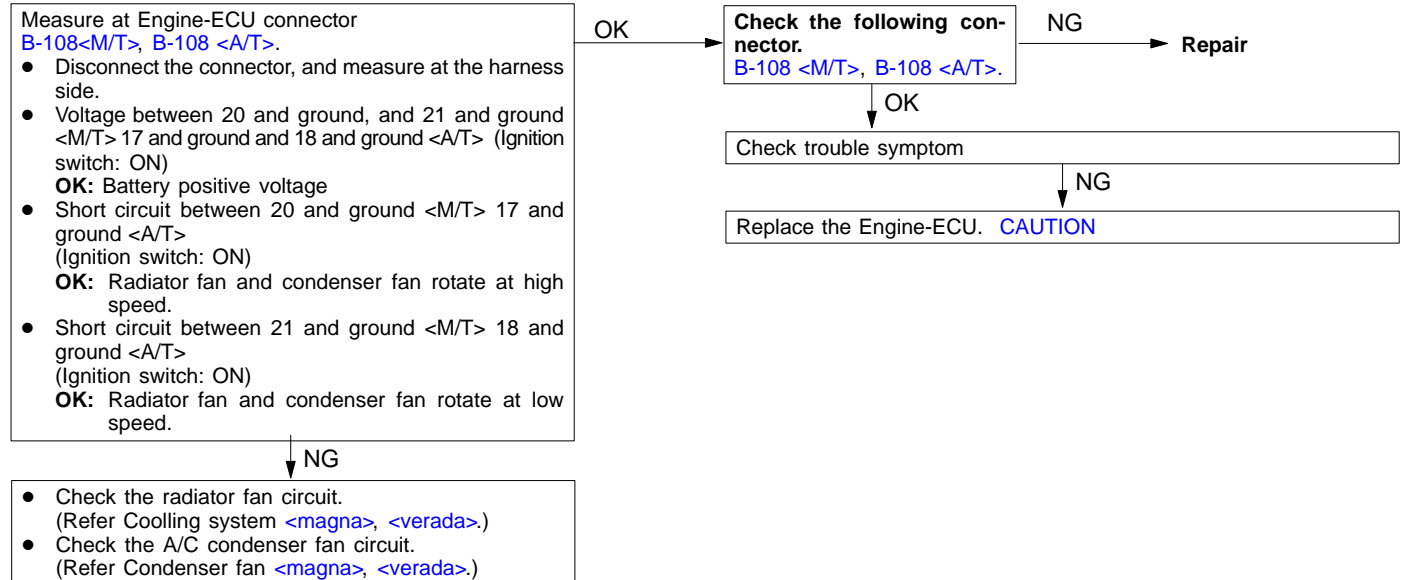 Measure at Engine-ECU connector
B-108<M/T>, B-108 <A/T>.
● Disconnect the connector, and measure at the harness
side.
● Voltage between 20 and ground, and 21 and ground
<M/T> 17 and ground and 18 and ground <A/T> (Ignition
switch: ON)
OK: Battery positive voltage
● Short circuit between 20 and ground <M/T> 17 and
ground <A/T>
(Ignition switch: ON)
OK: Radiator fan and condenser fan rotate at high
speed.
● Short circuit between 21 and ground <M/T> 18 and
ground <A/T>
(Ignition switch: ON)
OK: Radiator fan and condenser fan rotate at low
speed.
OK
Check the following con-
nector.
B-108 <M/T>, B-108 <A/T>.
NG
Repair
OK
Check trouble symptom
NG
Replace the Engine-ECU. CAUTION
NG
● Check the radiator fan circuit.
(Refer Coolling system <magna>, <verada>.)
● Check the A/C condenser fan circuit.
(Refer Condenser fan <magna>, <verada>.)